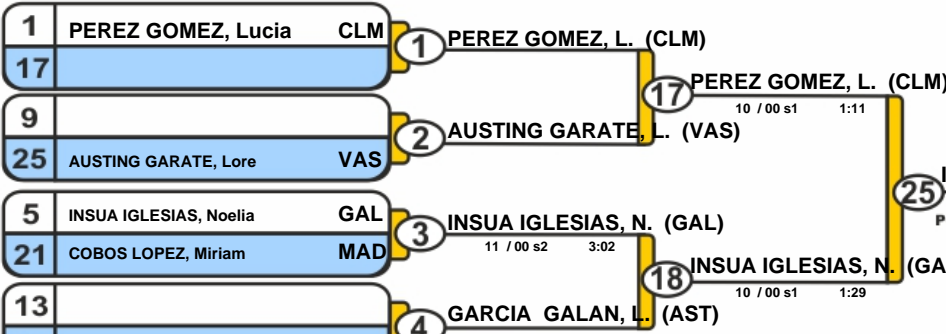 1 PEREZ GOMEZ, Lucia CLM
17
1 PEREZ GOMEZ, L. (CLM)
17 PEREZ GOMEZ, L. (CLM)
10 / 00 s1 1:11
9
25 AUSTING GARATE, Lore VAS
2 AUSTING GARATE, L. (VAS)
25
5 INSUA IGLESIAS, Noelia GAL
21 COBOS LOPEZ, Miriam MAD
3 INSUA IGLESIAS, N. (GAL)
11 / 00 s2 3:02
18 INSUA IGLESIAS, N. (GA
10 / 00 s1 1:29
13
4 GARCIA GALAN, L. (AST)